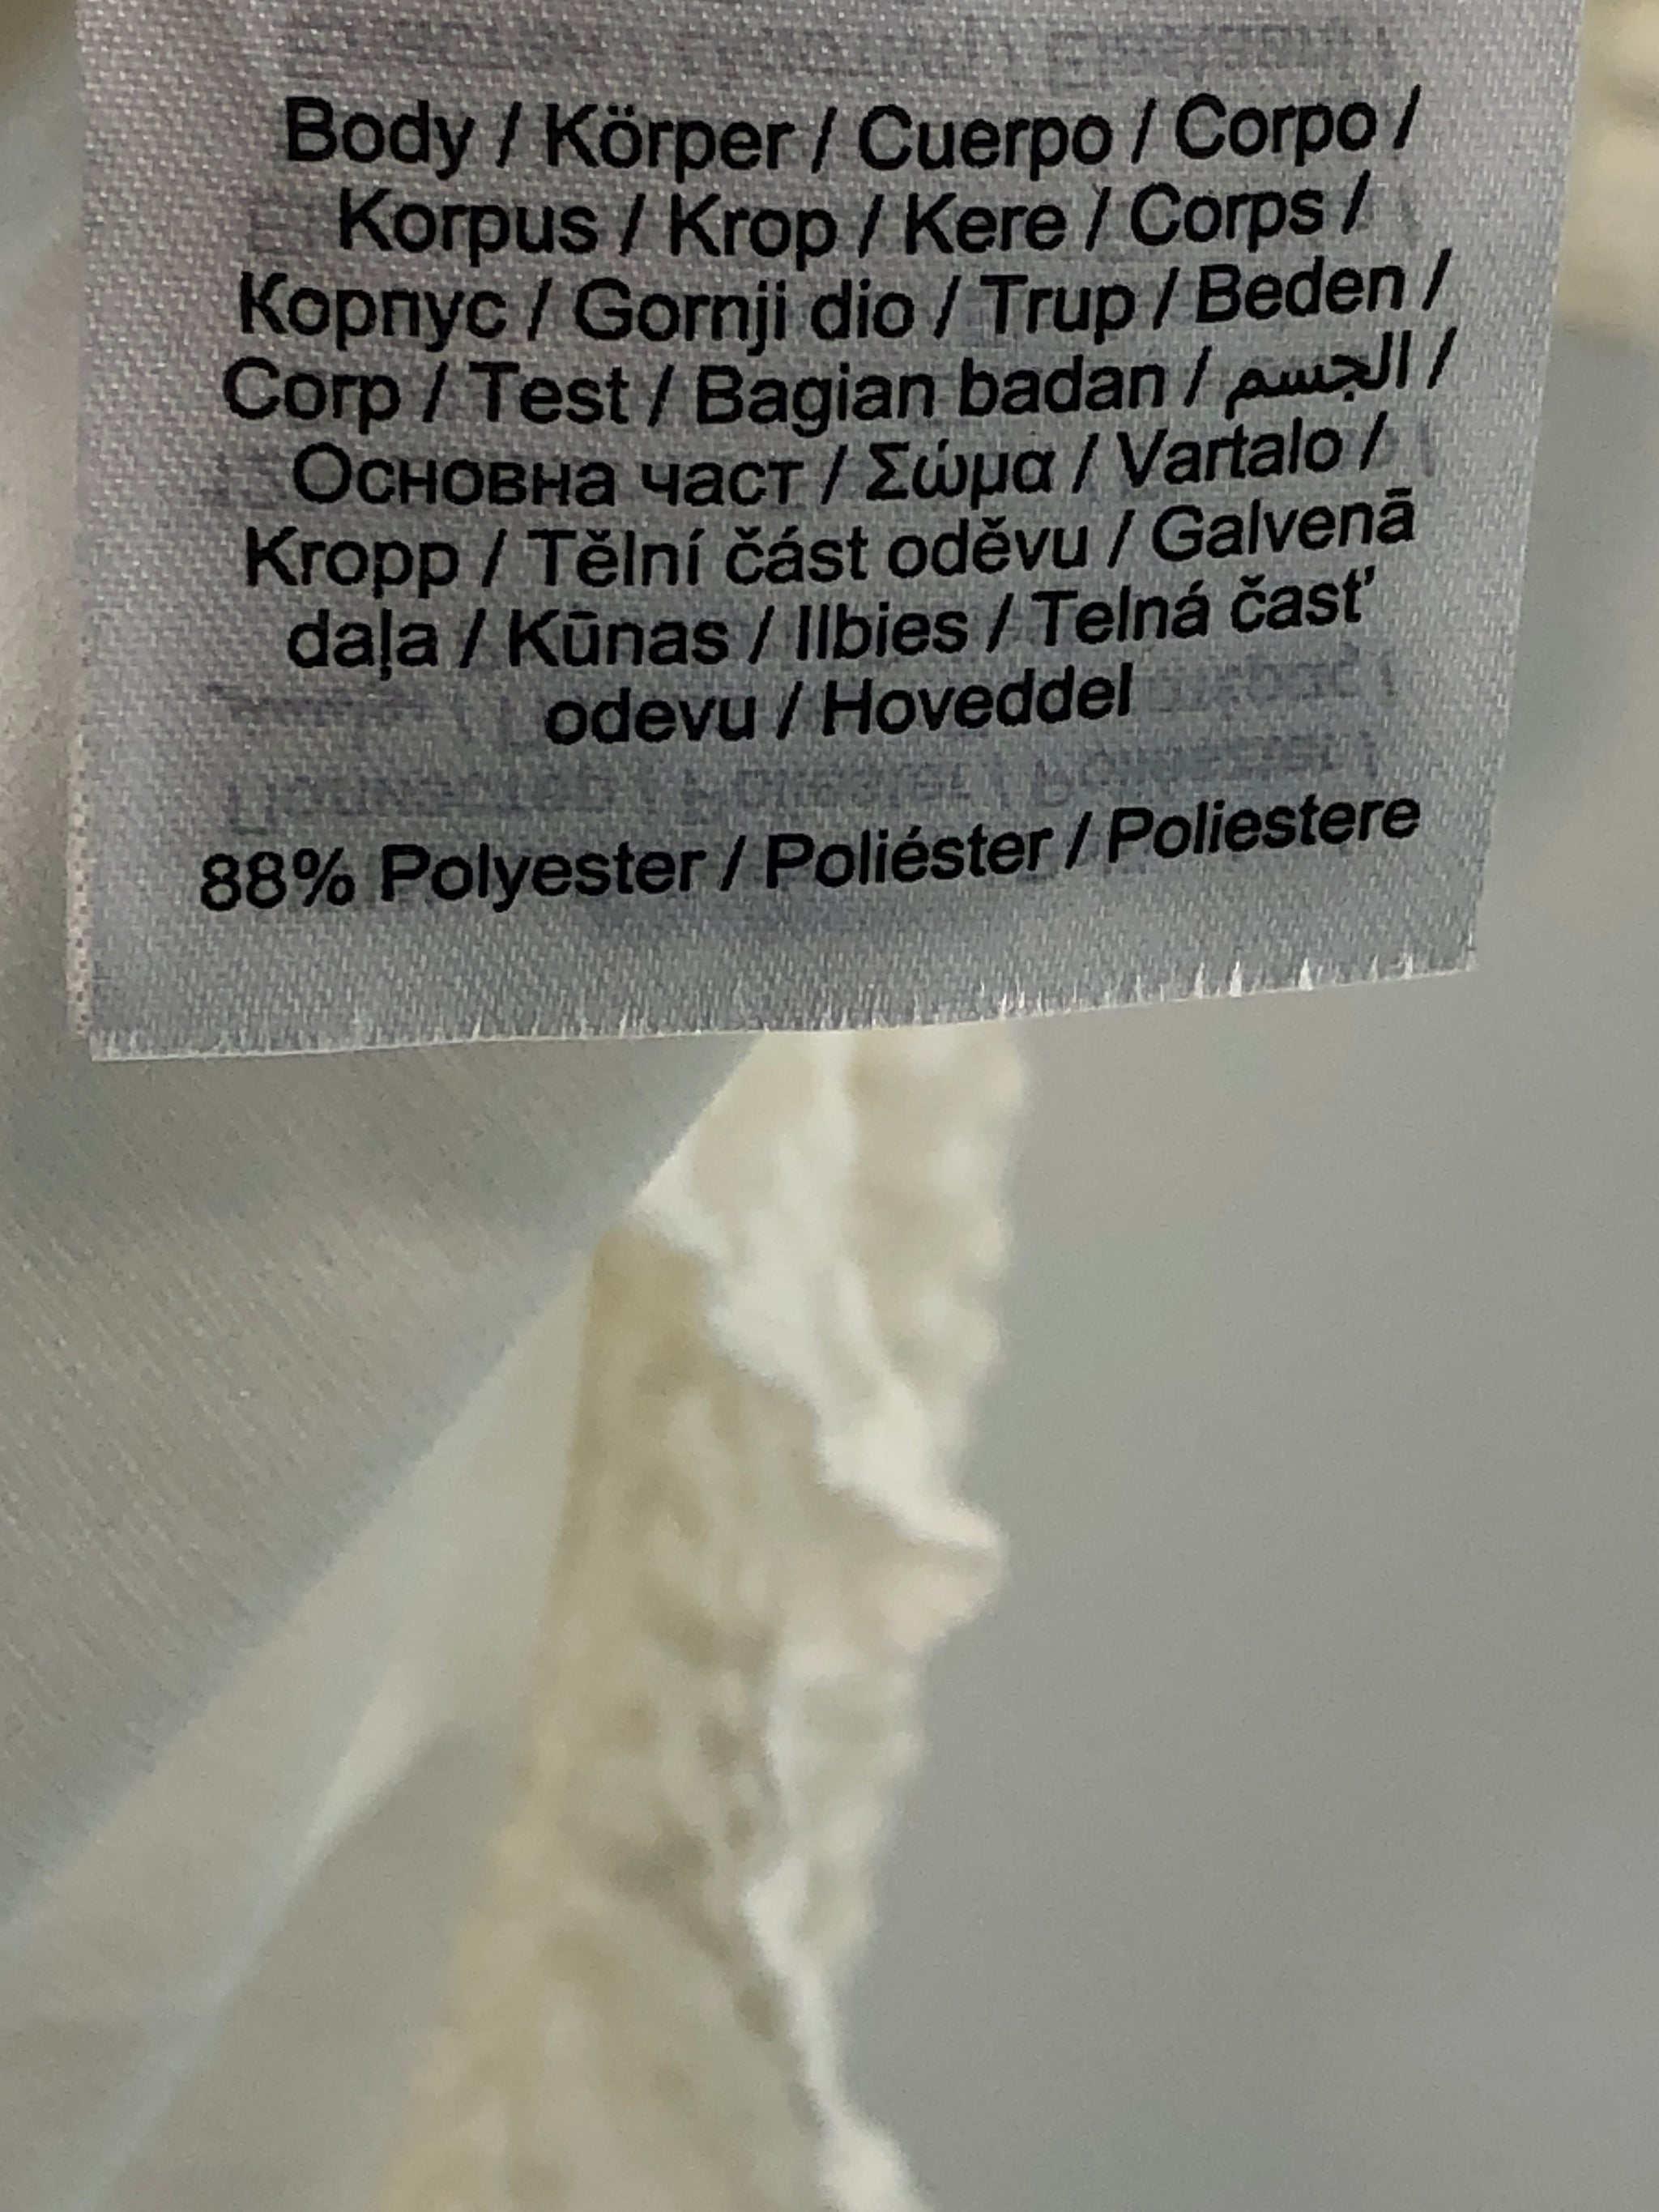 Body / Körper / Cuerpo / Corpo /
Korpus / Krop / Kere / Corps /
Корпус / Gornji dio / Trup / Beden /
Corp / Test / Bagian badan / الجسم /
Основна част / Σώμα / Vartalo /
Kropp / Tělní část oděvu / Galvenā
daļa / Kūnas / Ilbies / Telná časť
odevu / Hoveddel
88% Polyester / Poliéster / Poliestere